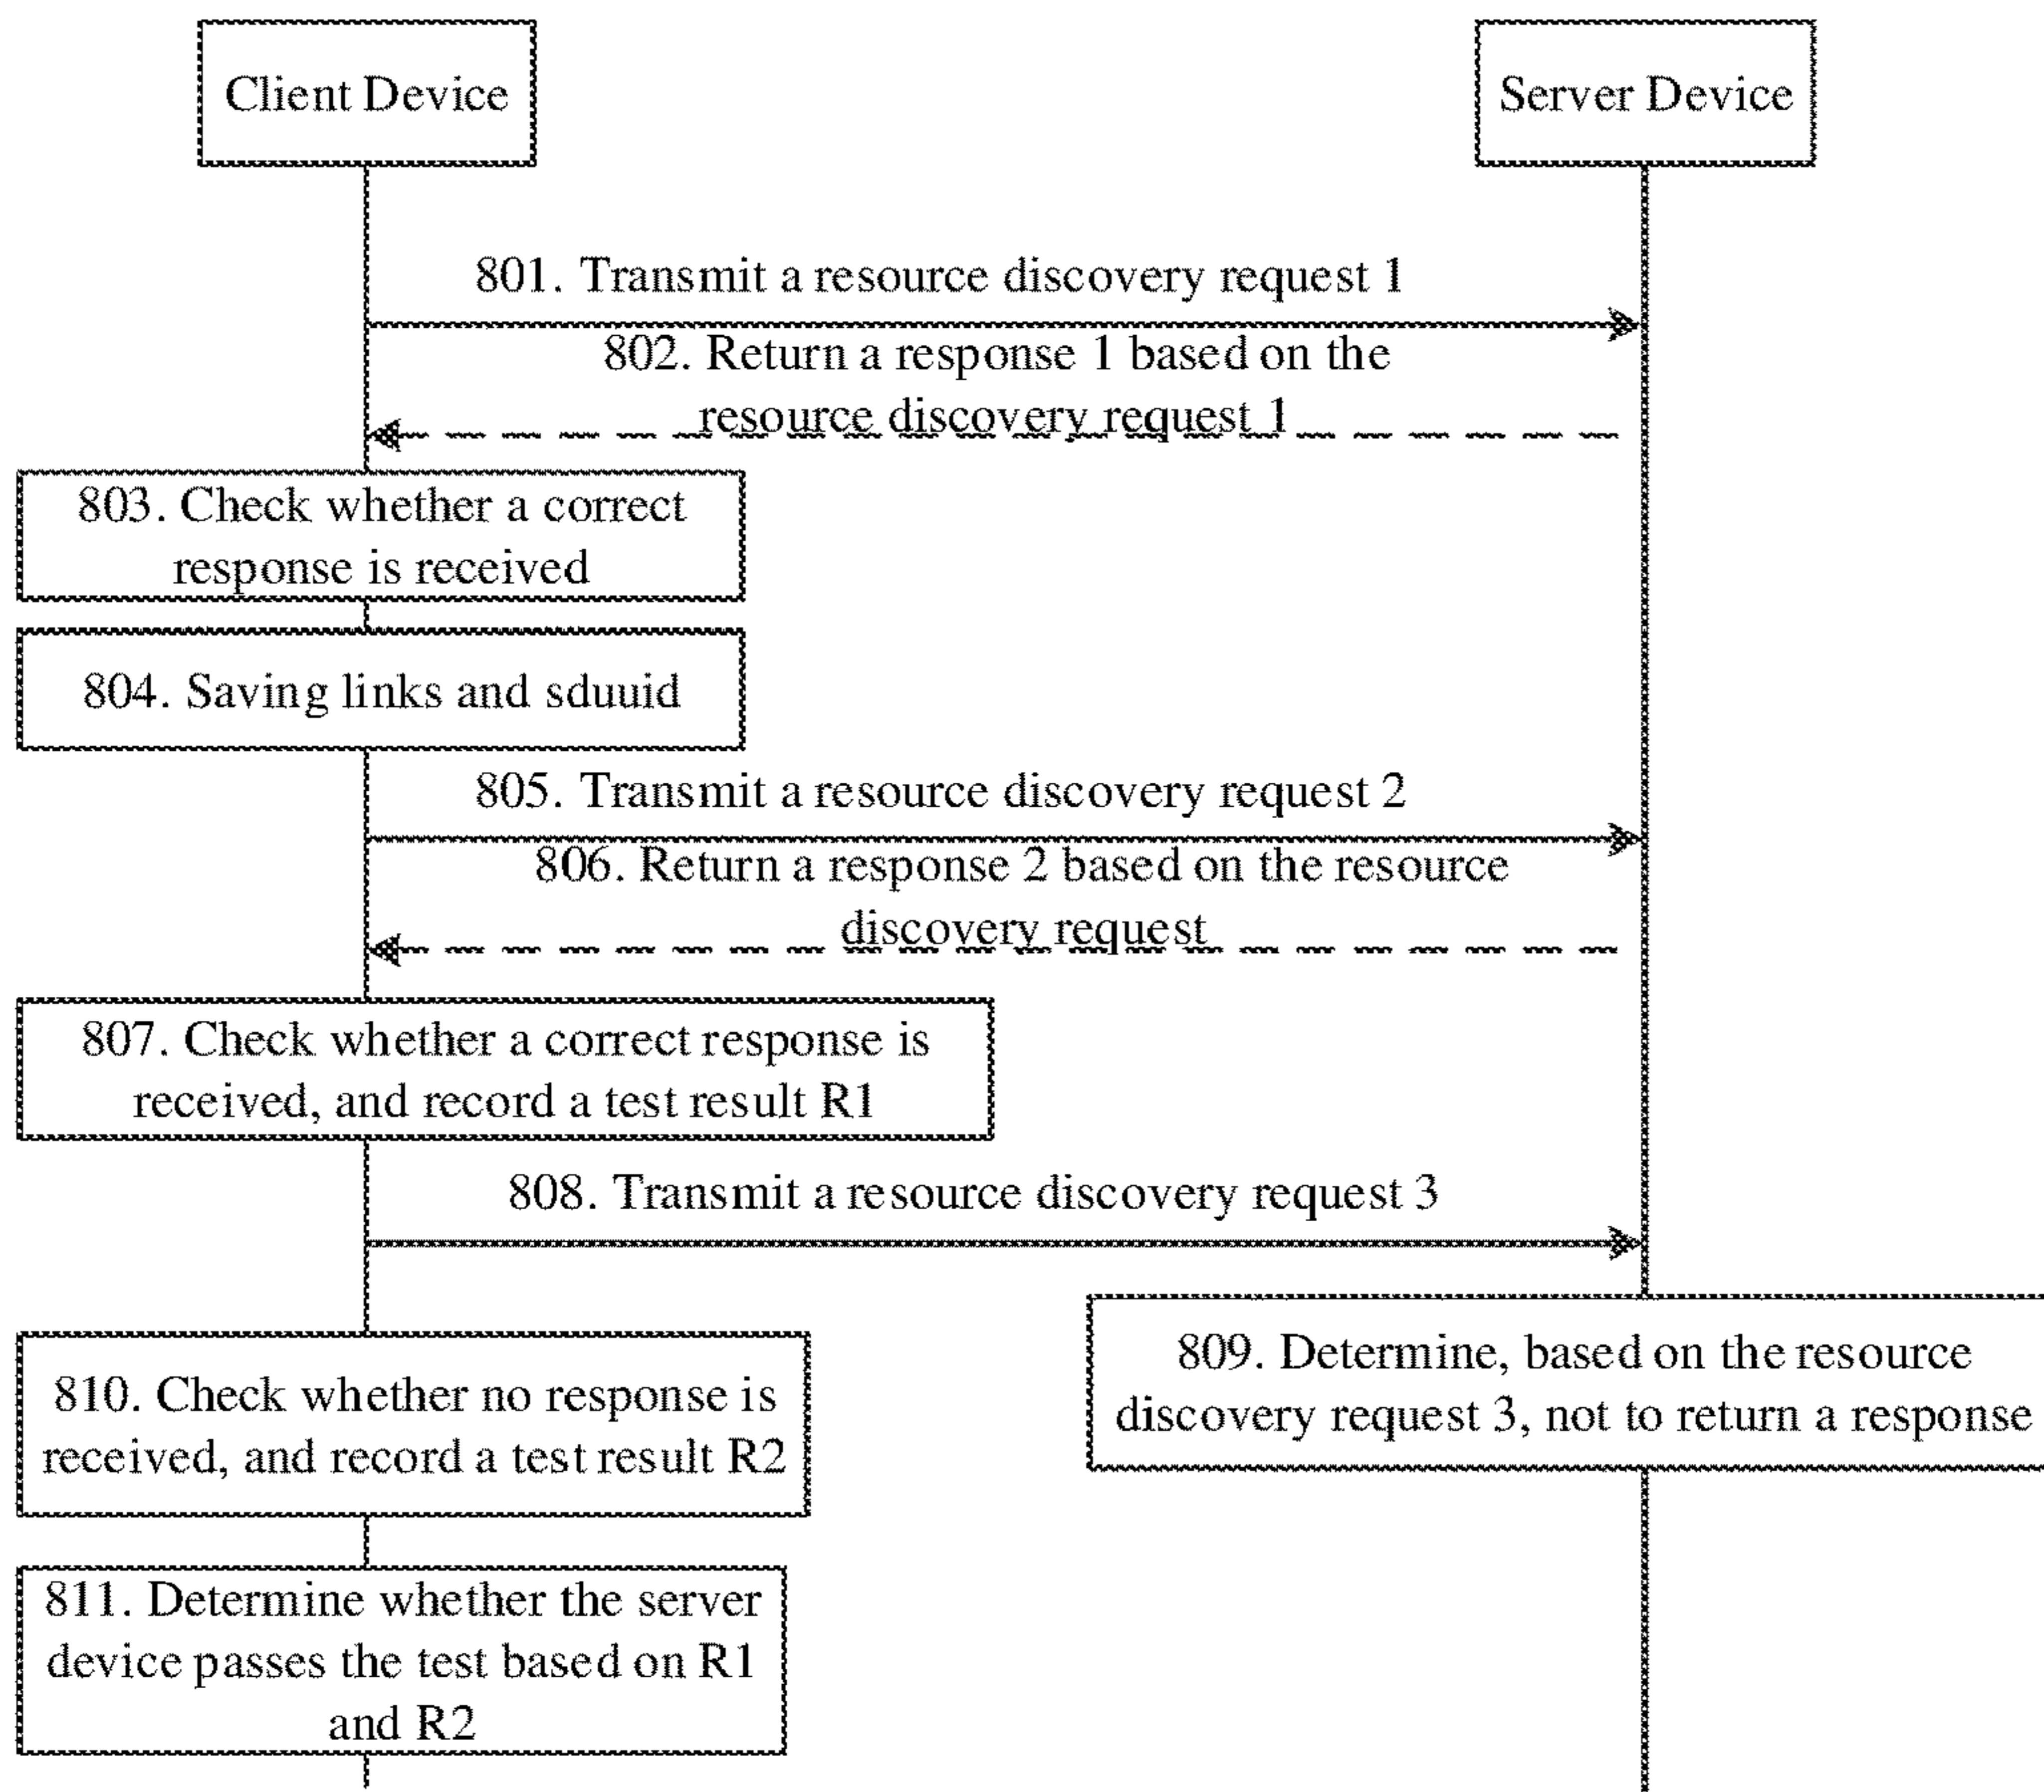 Client Device
Server Device
801. Transmit a resource discovery request 1
802. Return a response 1 based on the
resource discovery request 1
803. Check whether a correct
response is received
804. Saving links and sduuid
805. Transmit a resource discovery request 2
806. Return a response 2 based on the resource
discovery request
807. Check whether a correct response is
received, and record a test result R1
808. Transmit a resource discovery request 3
809. Determine, based on the resource
discovery request 3, not to return a response
810. Check whether no response is
received, and record a test result R2
811. Determine whether the server
device passes the test based on R1
and R2